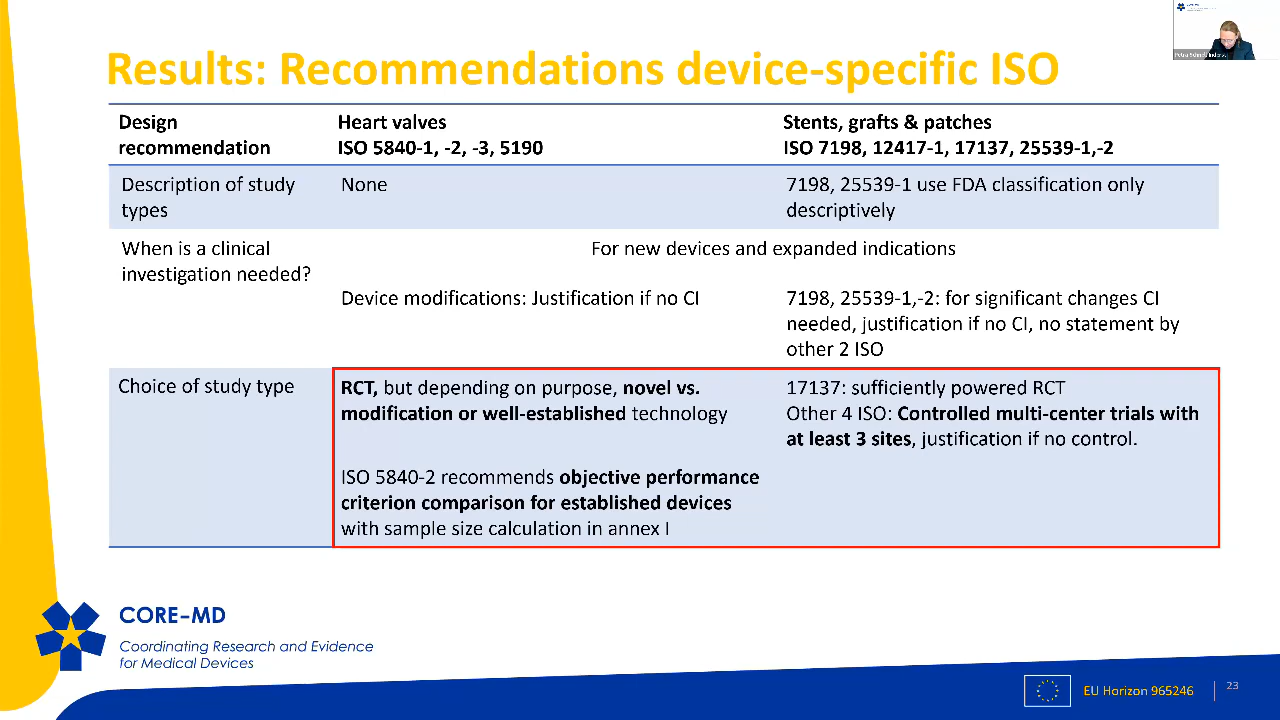 Results: Recommendations device-specific ISO
Design
recommendation
Heart valves
ISO 5840-1, -2, -3, 5190
Stents, grafts & patches
ISO 7198, 12417-1, 17137, 25539-1,-2
Description of study
types
None
7198, 25539-1 use FDA classification only
descriptively
When is a clinical
investigation needed?
For new devices and expanded indications
Device modifications: Justification if no CI
7198, 25539-1,-2: for significant changes CI
needed, justification if no CI, no statement by
other 2 ISO
Choice of study type
RCT, but depending on purpose, novel vs.
modification or well-established technology
ISO 5840-2 recommends objective performance
criterion comparison for established devices
with sample size calculation in annex I
17137: sufficiently powered RCT
Other 4 ISO: Controlled multi-center trials with
at least 3 sites, justification if no control.
CORE–MD
Coordinating Research and Evidence
for Medical Devices
EU Horizon 965246
23